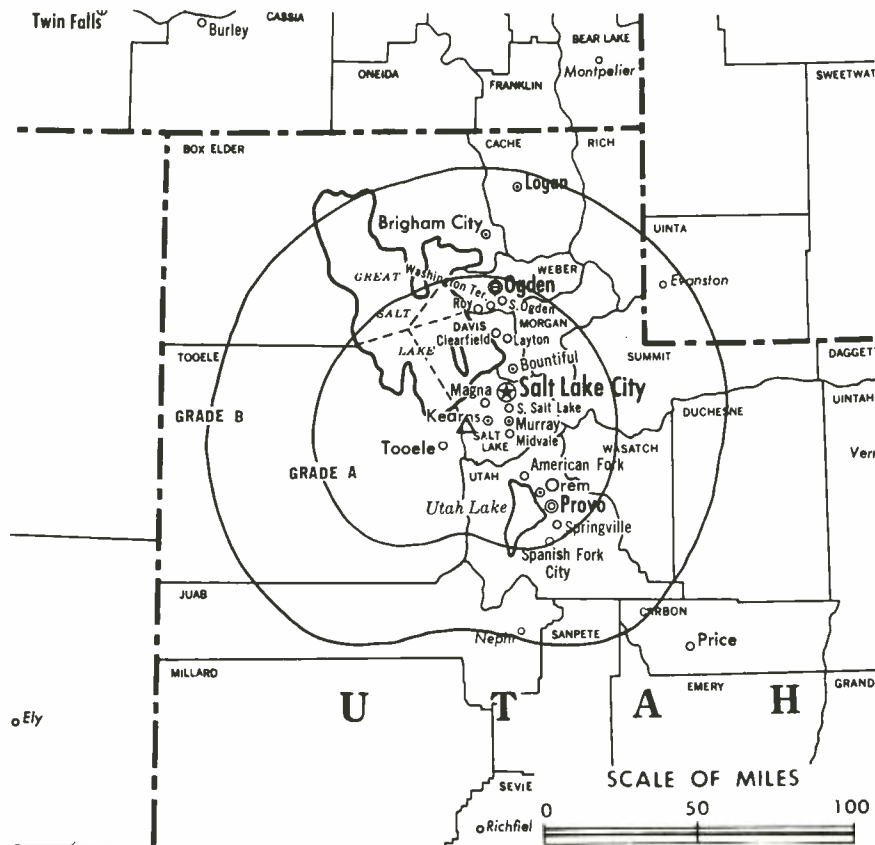 Twin Falls
Burley
CASSIA
ONEIDA
FRANKLIN
BEAR LAKE
Montpelier
SWEETWAT
BOX ELDER
CACHE
RICH
Logan
Brigham City
UINTA
Evanston
GREAT
SALT
LAKE
Washington Ter.
Ogden
WEBER
Roy
S. Ogden
MORGAN
DAVIS
Clearfield
Layton
TOOELE
Bountiful
SUMMIT
DAGGETT
Magna
Salt Lake City
GRADE B
Kearns
S. Salt Lake
Murray
DUCHESNE
UINTAH
SALT
LAKE
Midvale
WASATCH
Tooele
Vern
GRADE A
UTAH
American Fork
Orem
Utah Lake
Provo
Springville
Spanish Fork
City
JUAB
CARBON
Nephi
SANPETE
Price
MILLARD
EMERY
GRAND
U T A H
Ely
SCALE OF MILES
SEVIE
0 50 100
Richfiel